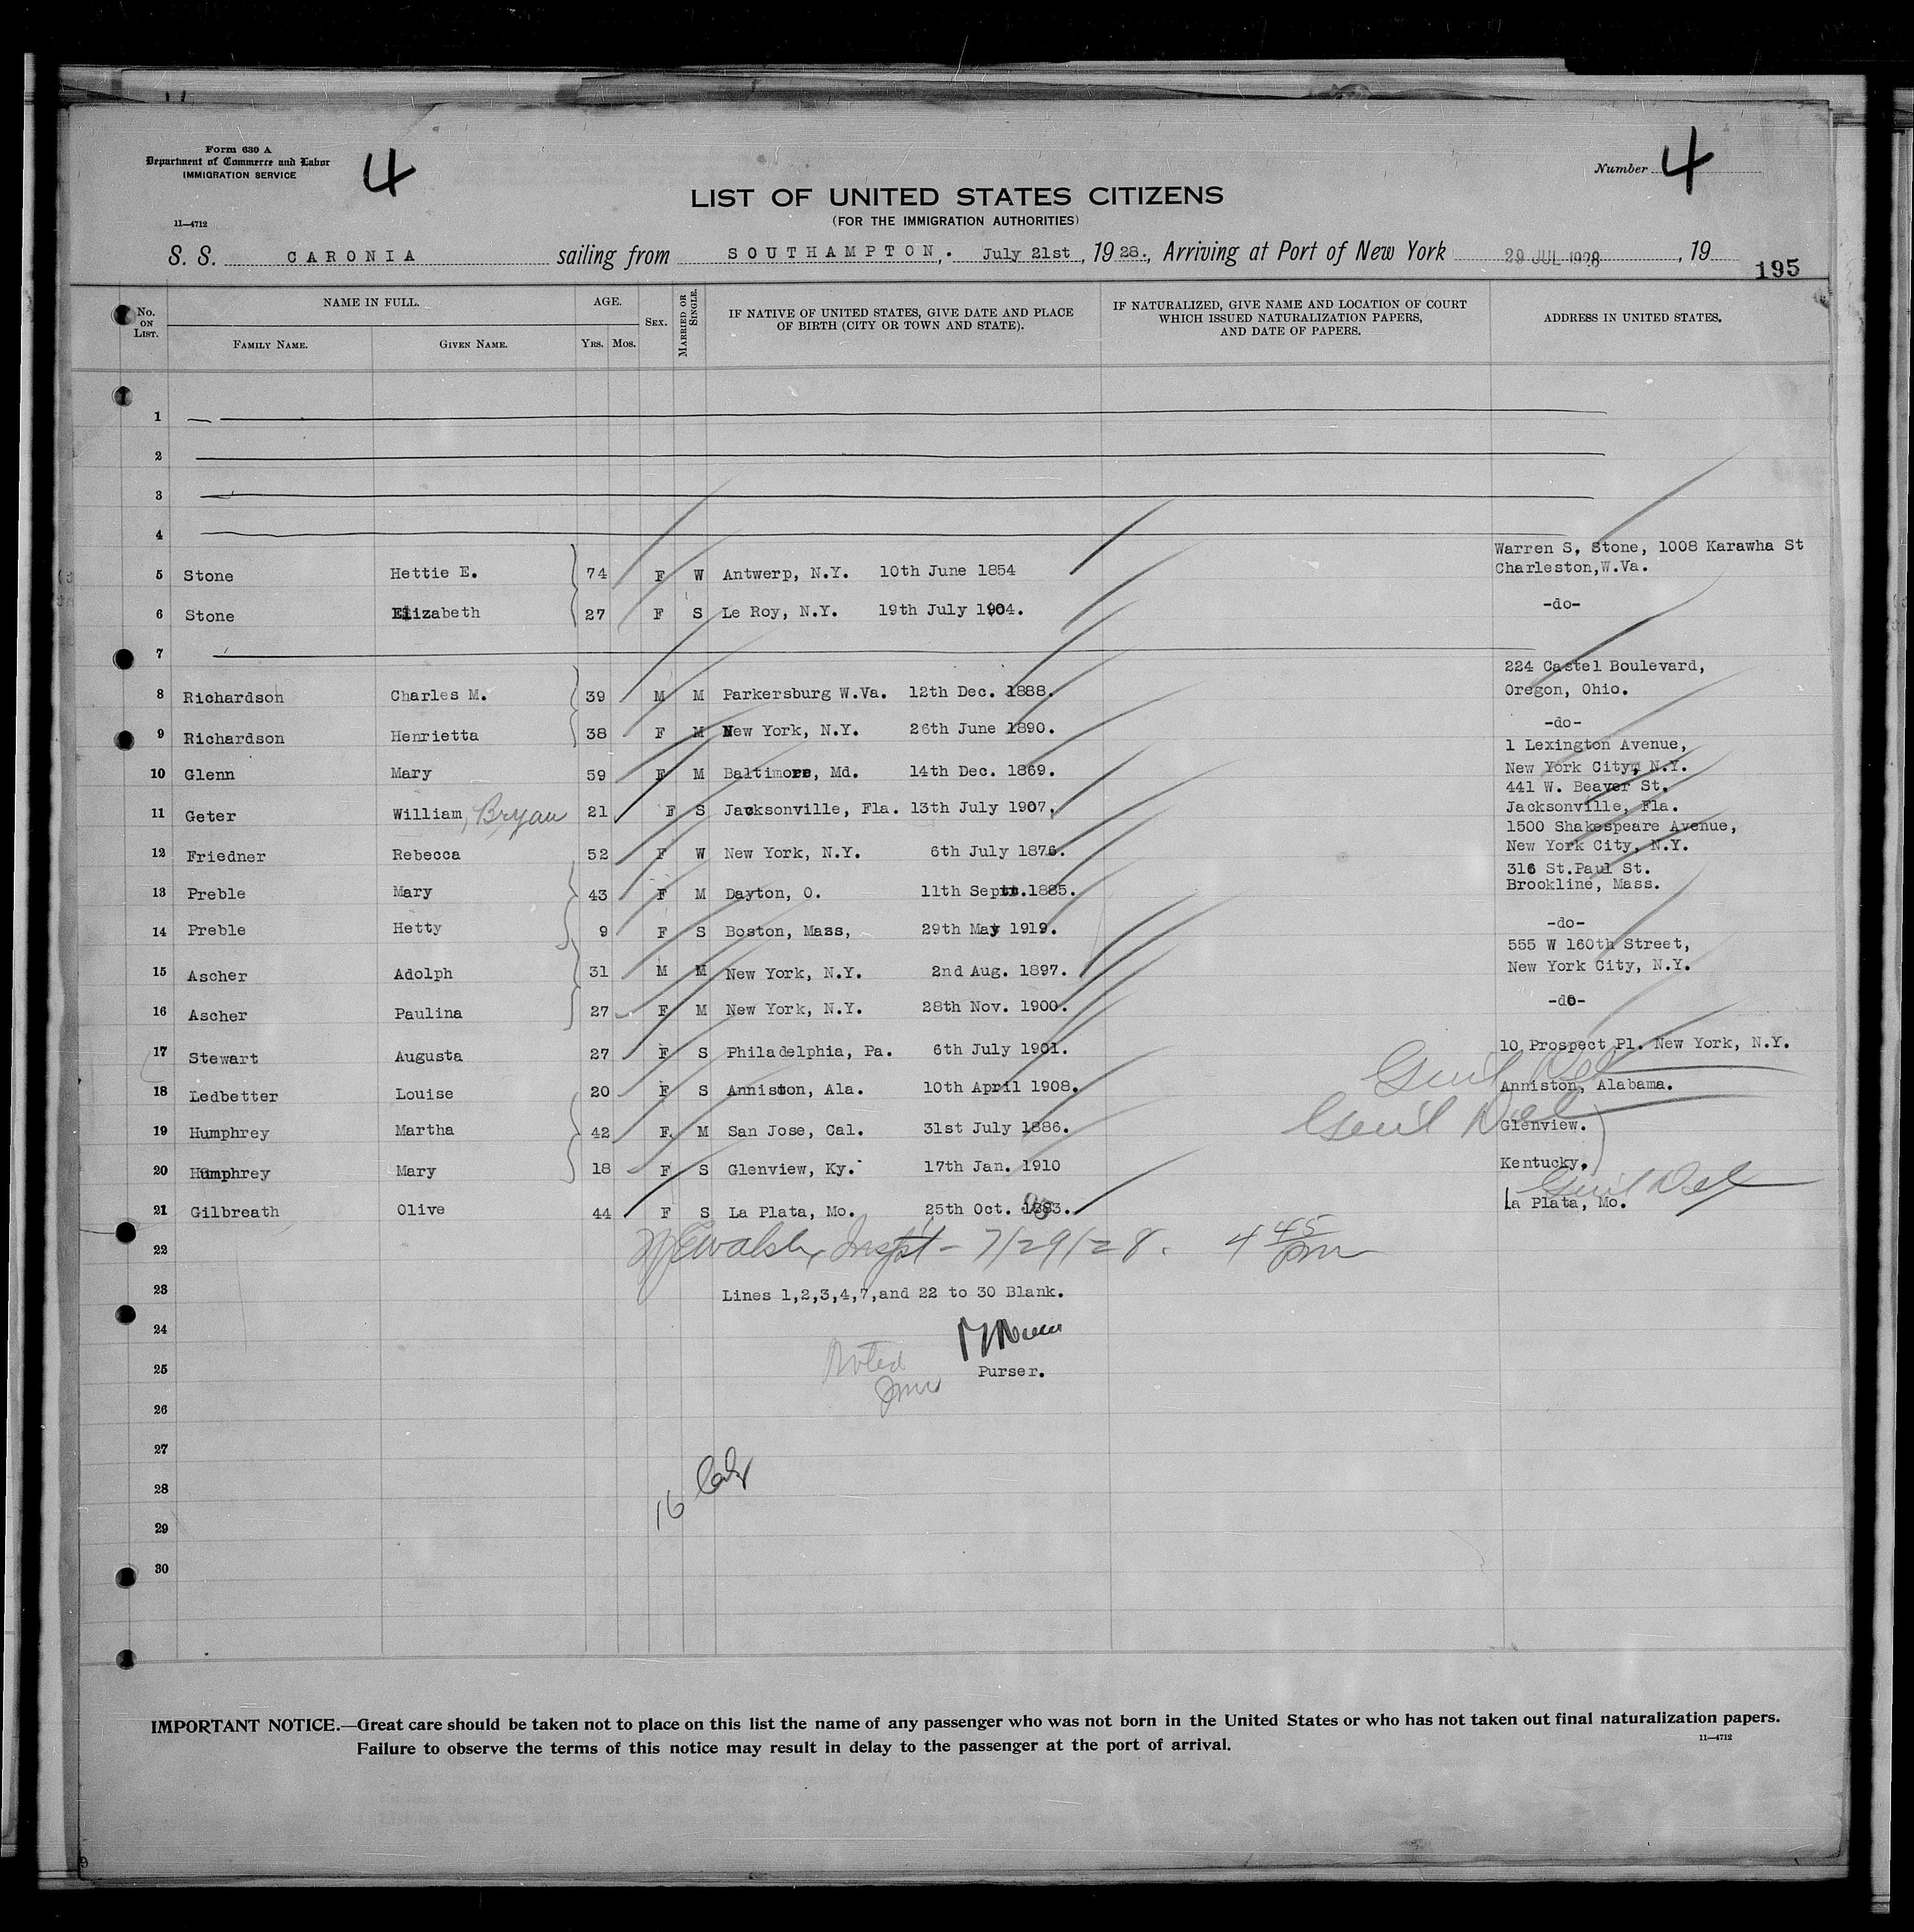 Form 630 A
Department of Commerce and Labor
IMMIGRATION SERVICE
4
Number 4
LIST OF UNITED STATES CITIZENS
(FOR THE IMMIGRATION AUTHORITIES)
11—4712
S. S. CARONIA sailing from SOUTHAMPTON,. July 21st, 1928., Arriving at Port of New York 29 JUL 1928, 19
195
No. ON LIST. NAME IN FULL. AGE. SEX. MARRIED OR SINGLE. IF NATIVE OF UNITED STATES, GIVE DATE AND PLACE OF BIRTH (CITY OR TOWN AND STATE). IF NATURALIZED, GIVE NAME AND LOCATION OF COURT WHICH ISSUED NATURALIZATION PAPERS, AND DATE OF PAPERS. ADDRESS IN UNITED STATES.
FAMILY NAME. GIVEN NAME. YRS. MOS.
1
2
3
4
5 Stone Hettie E. 74 F W Antwerp, N.Y. 10th June 1854 Warren S, Stone, 1008 Karawha St Charleston,W.Va.
6 Stone Elizabeth 27 F S Le Roy, N.Y. 19th July 1904. -do-
7
8 Richardson Charles M. 39 M M Parkersburg W.Va. 12th Dec. 1888. 224 Castel Boulevard, Oregon, Ohio.
9 Richardson Henrietta 38 F M New York, N.Y. 26th June 1890. -do-
10 Glenn Mary 59 F M Baltimore, Md. 14th Dec. 1869. 1 Lexington Avenue, New York City, N.Y.
11 Geter William, Bryan 21 F S Jacksonville, Fla. 13th July 1907. 441 W. Beaver St. Jacksonville, Fla.
12 Friedner Rebecca 52 F W New York, N.Y. 6th July 1876. 1500 Shakespeare Avenue, New York City, N.Y.
13 Preble Mary 43 F M Dayton, O. 11th Sept.1885. 316 St.Paul St. Brookline, Mass.
14 Preble Hetty 9 F S Boston, Mass, 29th May 1919. -do-
15 Ascher Adolph 31 M M New York, N.Y. 2nd Aug. 1897. 555 W 160th Street, New York City, N.Y.
16 Ascher Paulina 27 F M New York, N.Y. 28th Nov. 1900. -do-
17 Stewart Augusta 27 F S Philadelphia, Pa. 6th July 1901. 10 Prospect Pl. New York, N.Y.
18 Ledbetter Louise 20 F S Anniston, Ala. 10th April 1908. Gen'l Del Anniston, Alabama.
19 Humphrey Martha 42 F. M San Jose, Cal. 31st July 1886. Gen'l Del Glenview.
20 Humphrey Mary 18 F S Glenview, Ky. 17th Jan. 1910 Kentucky.
21 Gilbreath Olive 44 F S La Plata, Mo. 25th Oct. 1883. Gen'l Del La Plata, Mo.
22 Walsh, Inspt - 7/29/28. 4 45 pm
23 Lines 1,2,3,4,7,and 22 to 30 Blank.
24
25 Noted Purser.
26
27
28
16
29
30
IMPORTANT NOTICE.—Great care should be taken not to place on this list the name of any passenger who was not born in the United States or who has not taken out final naturalization papers.
Failure to observe the terms of this notice may result in delay to the passenger at the port of arrival.
11—4712